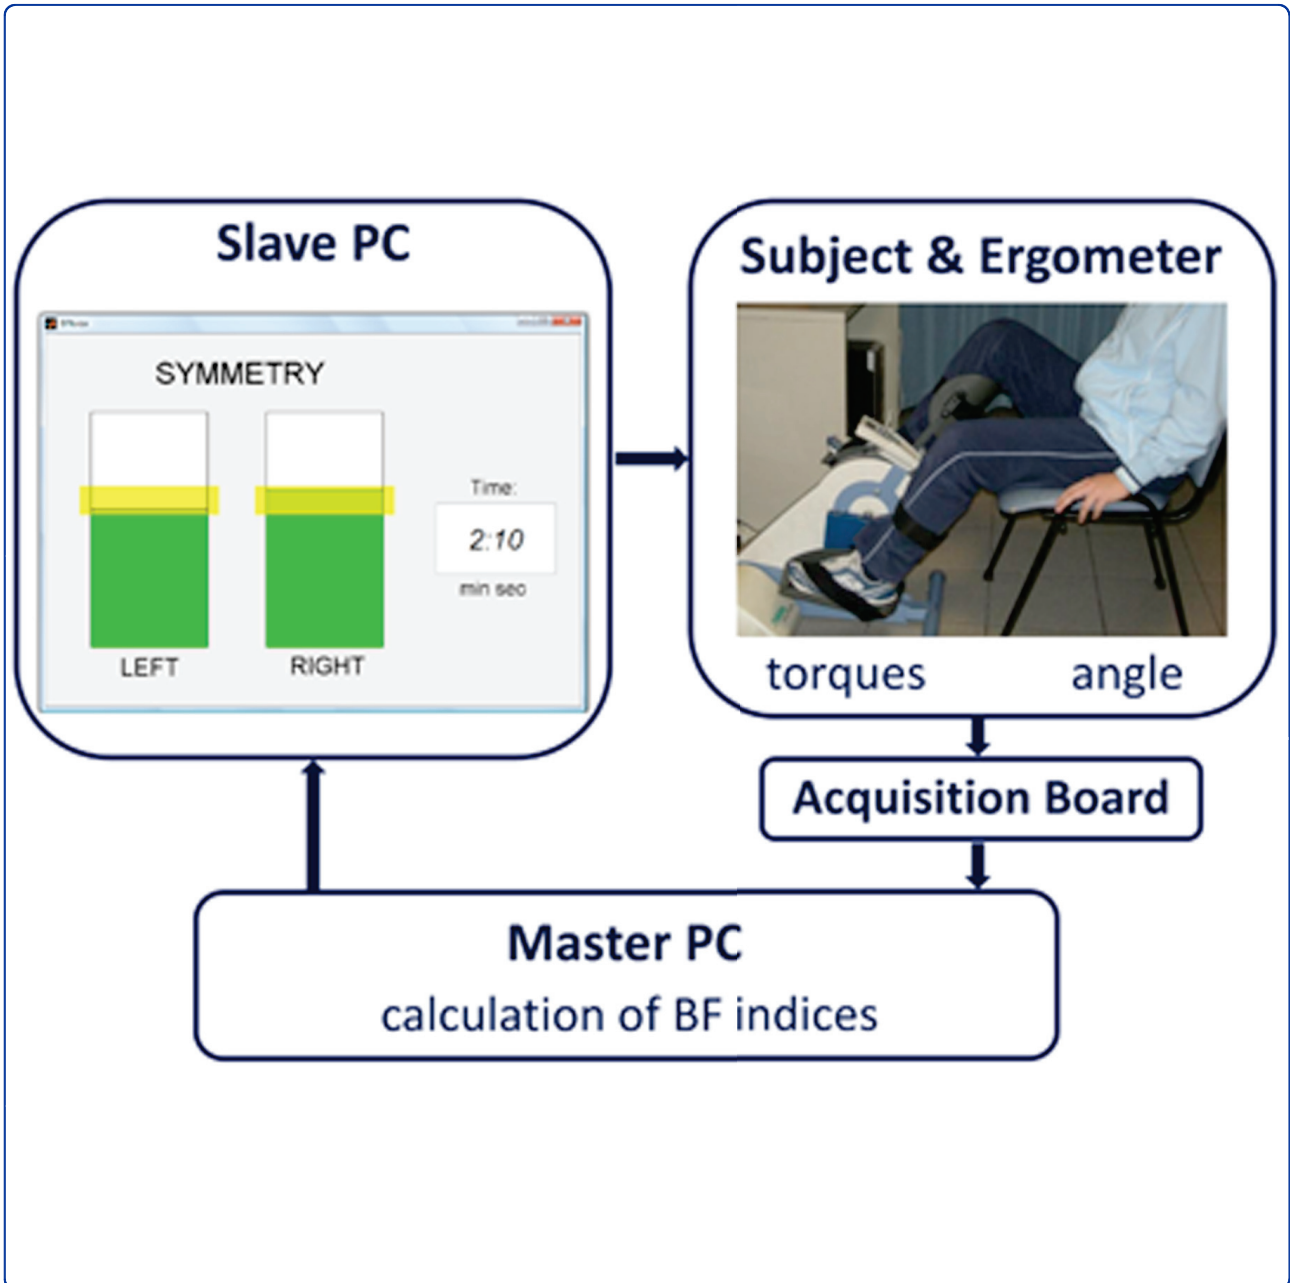 Slave PC
SYMMETRY
LEFT
RIGHT
Time:
2:10
min sec
Subject & Ergometer
torques
angle
Acquisition Board
Master PC
calculation of BF indices